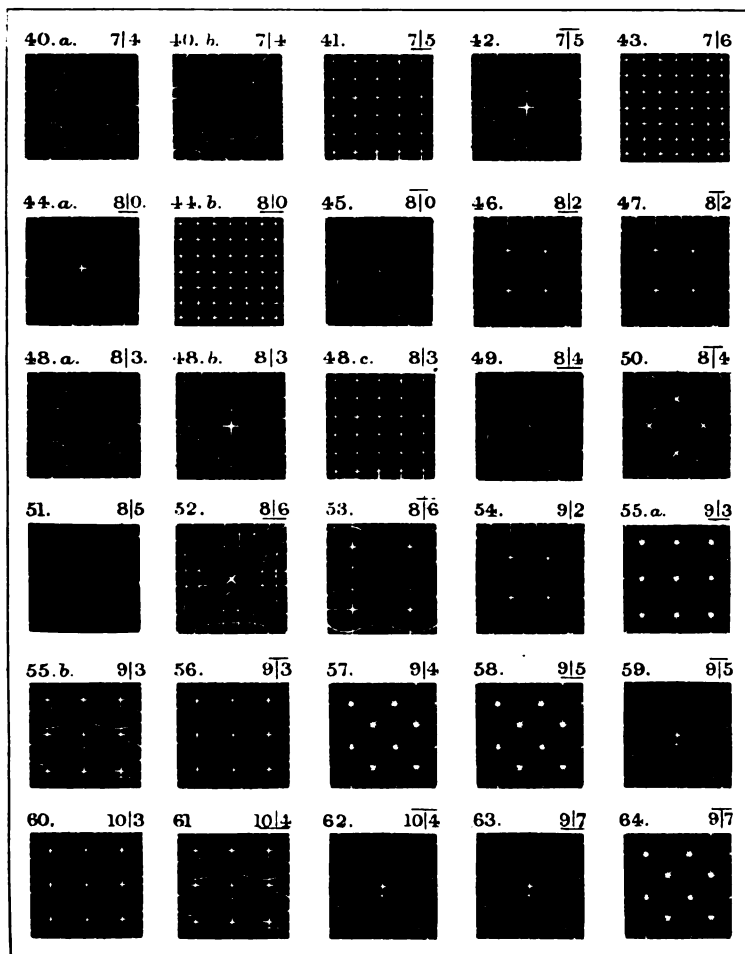 40.a. 7|4 40.b. 7|4 41. 7|5 42. 7|5 43. 7|6
44.a. 8|0. 44.b. 8|0 45. 8|0 46. 8|2 47. 8|2
48.a. 8|3. 48.b. 8|3 48.c. 8|3 49. 8|4 50. 8|4
51. 8|5 52. 8|6 53. 8|6 54. 9|2 55.a. 9|3
55.b. 9|3 56. 9|3 57. 9|4 58. 9|5 59. 9|5
60. 10|3 61 10|4 62. 10|4 63. 9|7 64. 9|7